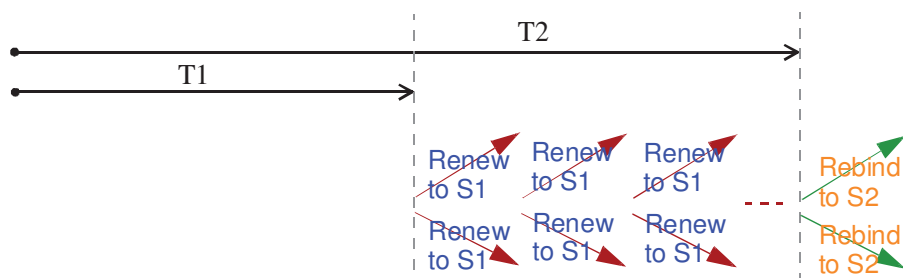 T2
T1
Renew
to S1
Renew
to S1
Renew
to S1
Rebind
to S2
Renew
to S1
Renew
to S1
Renew
to S1
Rebind
to S2